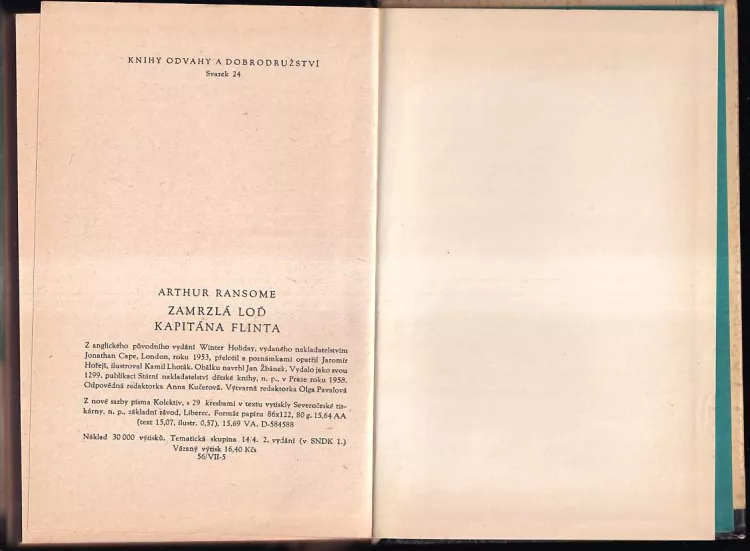 KNIHY ODVAHY A DOBRODRUŽSTVÍ
Svazek 24
ARTHUR RANSOME
ZAMRZLÁ LOĎ
KAPITÁNA FLINTA
Z anglického původního vydání Winter Holiday, vydaného nakladatelstvím
Jonathan Cape, London, roku 1953, přeložil a poznámkami opatřil Jaromír
Hořejš, ilustroval Kamil Lhoták. Obálku navrhl Jan Žbánek. Vydalo jako svou
1299. publikaci Státní nakladatelství dětské knihy, n. p., v Praze roku 1958.
Odpovědná redaktorka Anna Kučerová. Výtvarná redaktorka Olga Pavalová
Z nové sazby písma Kolektiv, s 29 kresbami v textu vytiskly Severočeské tis-
kárny, n. p., základní závod, Liberec. Formát papíru 86x122, 80 g. 15,64 AA
(text 15,07, ilustr. 0,57), 15,69 VA. D-584588
Náklad 30 000 výtisků. Tematická skupina 14/4. 2. vydání (v SNDK 1.)
Vázaný výtisk 16,40 Kčs
56/VII-5